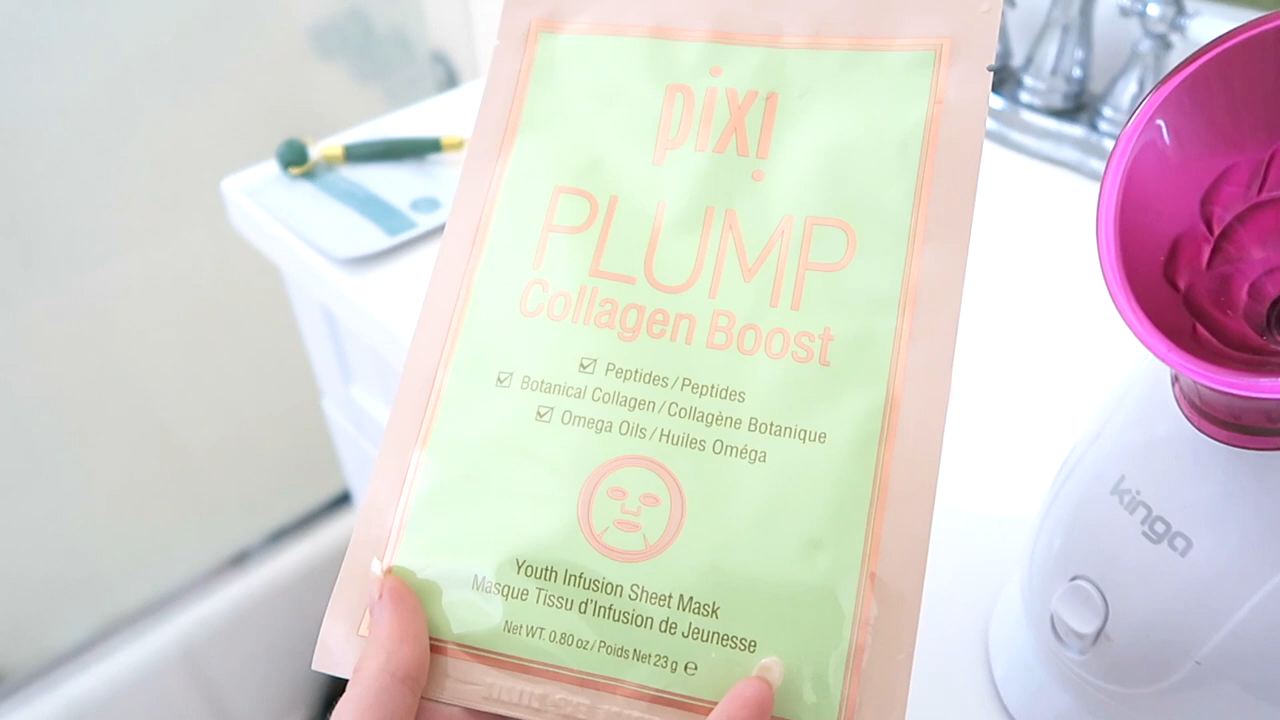 pixi
PLUMP
Collagen Boost
☑ Peptides / Peptides
☑ Botanical Collagen / Collagène Botanique
☑ Omega Oils / Huiles Oméga
Youth Infusion Sheet Mask
Masque Tissu d'Infusion de Jeunesse
Net WT. 0.80 oz / Poids Net 23 g ℮
kinga